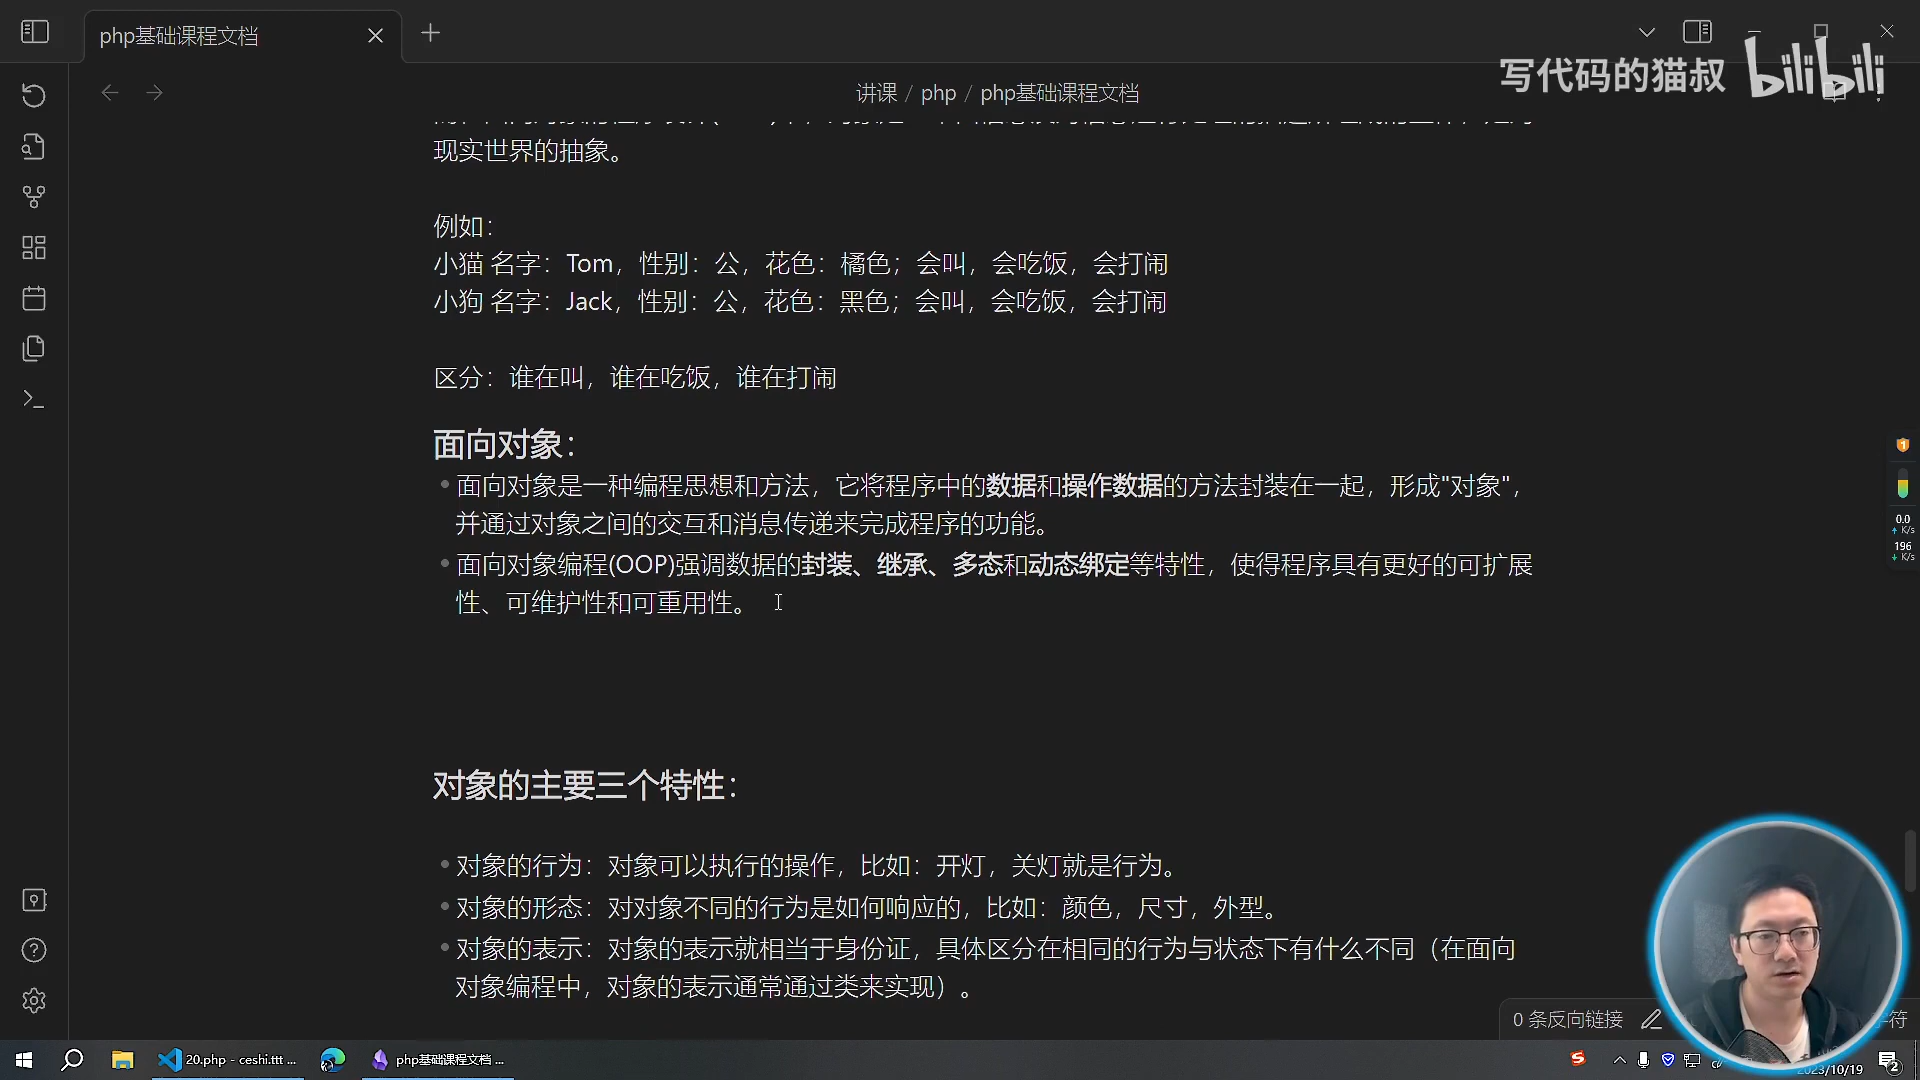 php基础课程文档
写代码的猫叔 bilibili
讲课 / php / php基础课程文档
现实世界的抽象。
例如：
小猫 名字：Tom，性别：公，花色：橘色；会叫，会吃饭，会打闹
小狗 名字：Jack，性别：公，花色：黑色；会叫，会吃饭，会打闹
区分：谁在叫，谁在吃饭，谁在打闹
面向对象：
面向对象是一种编程思想和方法，它将程序中的数据和操作数据的方法封装在一起，形成"对象"，
并通过对象之间的交互和消息传递来完成程序的功能。
面向对象编程(OOP)强调数据的封装、继承、多态和动态绑定等特性，使得程序具有更好的可扩展
性、可维护性和可重用性。
0.0
K/s
196
K/s
对象的主要三个特性：
对象的行为：对象可以执行的操作，比如：开灯，关灯就是行为。
对象的形态：对对象不同的行为是如何响应的，比如：颜色，尺寸，外型。
对象的表示：对象的表示就相当于身份证，具体区分在相同的行为与状态下有什么不同（在面向
对象编程中，对象的表示通常通过类来实现）。
0 条反向链接
字符
20.php - ceshi.ttt ...
php基础课程文档 ...
2023/10/19
2